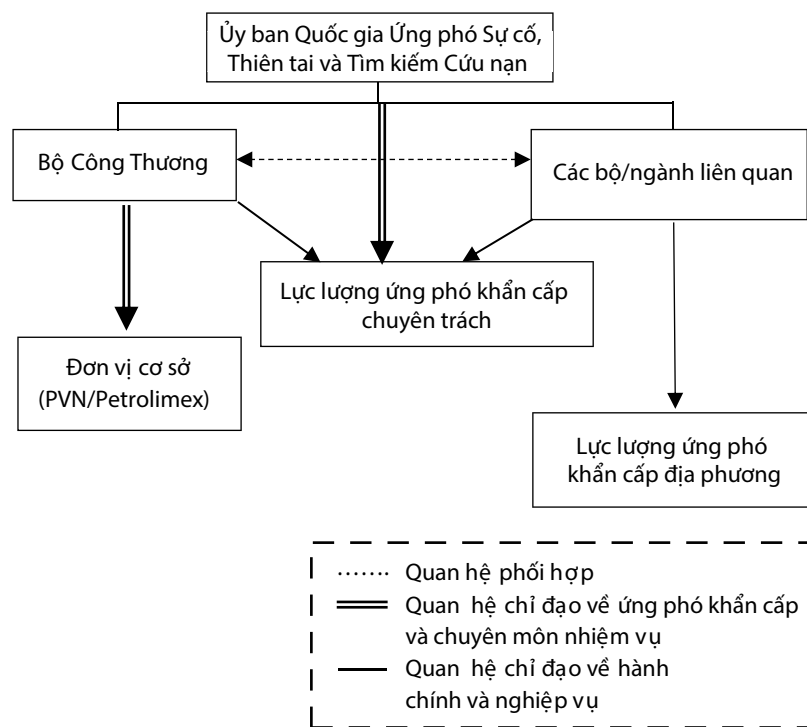 Ủy ban Quốc gia Ứng phó Sự cố,
Thiên tai và Tìm kiếm Cứu nạn
Bộ Công Thương
Các bộ/ngành liên quan
Lực lượng ứng phó khẩn cấp
chuyên trách
Đơn vị cơ sở
(PVN/Petrolimex)
Lực lượng ứng phó
khẩn cấp địa phương
Quan hệ phối hợp
Quan hệ chỉ đạo về ứng phó khẩn cấp
và chuyên môn nhiệm vụ
Quan hệ chỉ đạo về hành
chính và nghiệp vụ